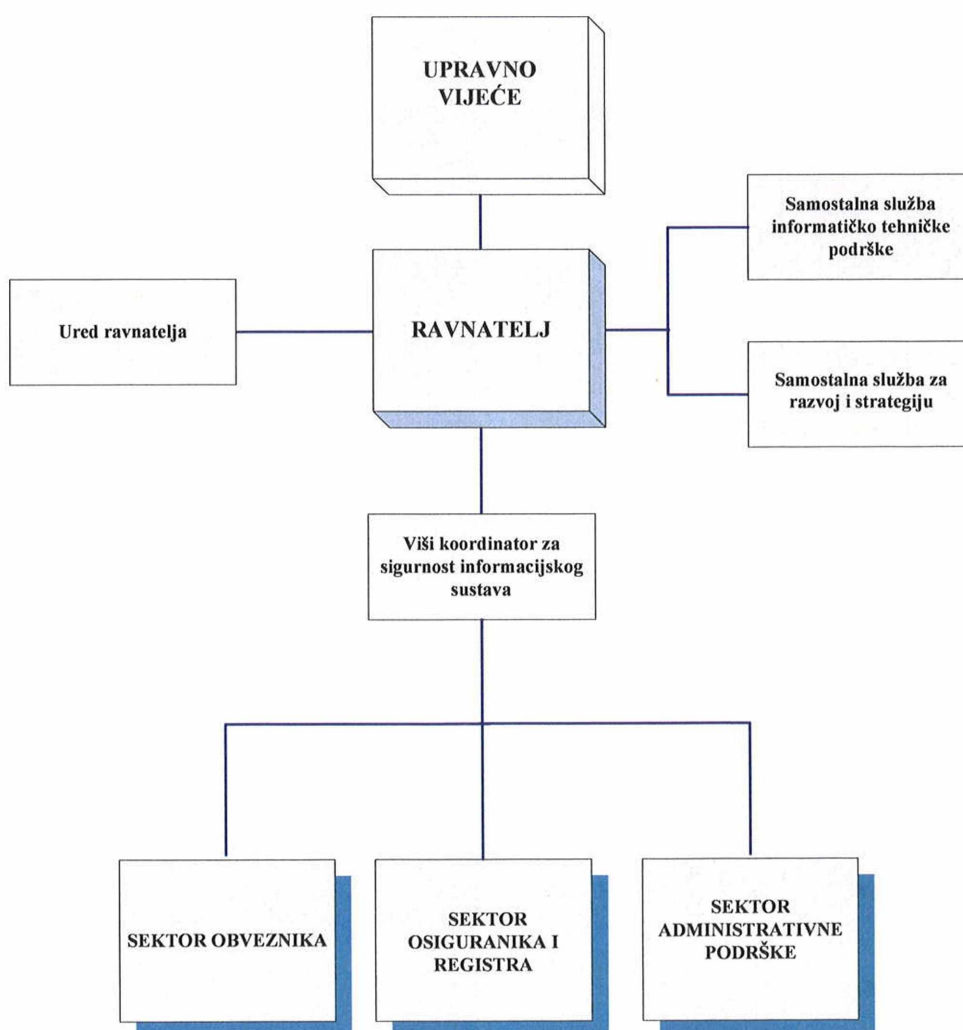 UPRAVNO
VIJEĆE
Samostalna služba
informatičko tehničke
podrške
Ured ravnatelja
RAVNATELJ
Samostalna služba za
razvoj i strategiju
Viši koordinator za
sigurnost informacijskog
sustava
SEKTOR OBVEZNIKA
SEKTOR
OSIGURANIKA I
REGISTRA
SEKTOR
ADMINISTRATIVNE
PODRŠKE